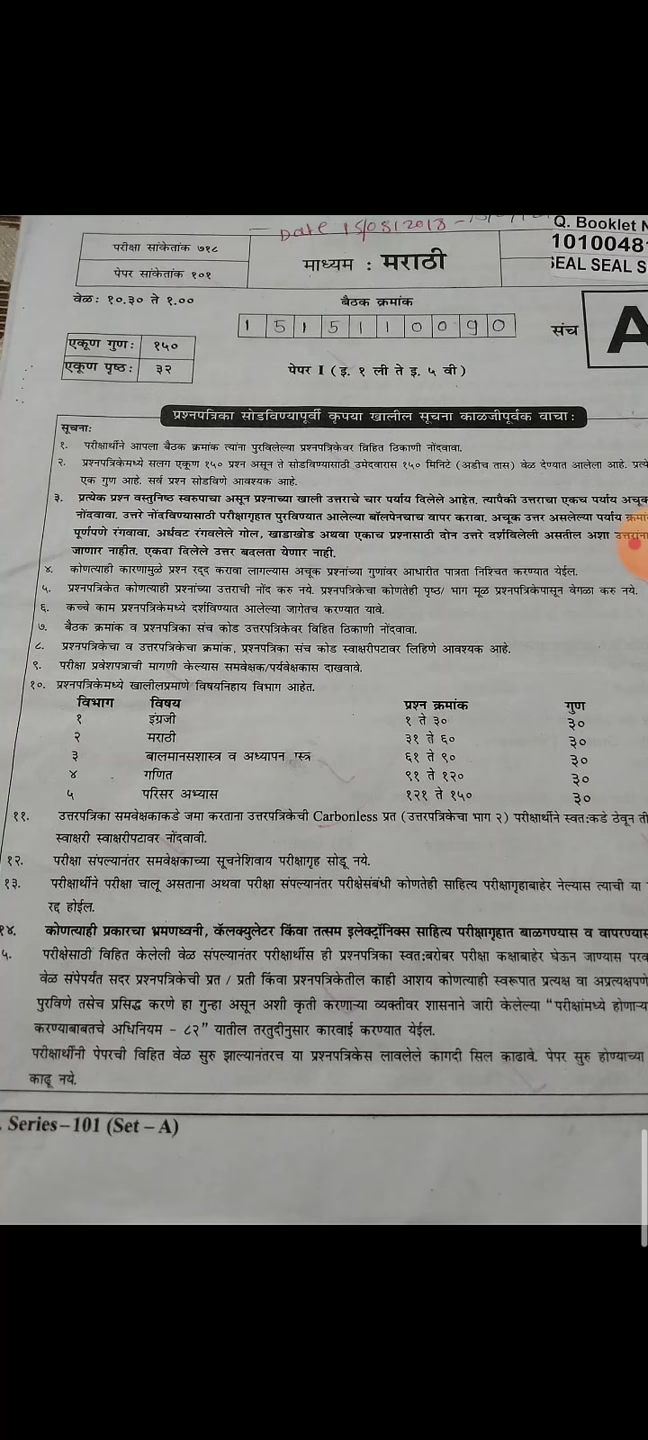 Date 15/05/2018 -
Q. Booklet N
परीक्षा सांकेतांक ७१८
माध्यम : मराठी
1010048
पेपर सांकेतांक १०१
SEAL SEAL S
वेळ: १०.३० ते १.००
बैठक क्रमांक
1 5 1 5 1 1 0 0 9 0
संच A
एकूण गुण: १५०
एकूण पृष्ठ: ३२
पेपर I (इ. १ ली ते इ. ५ वी)
प्रश्नपत्रिका सोडविण्यापूर्वी कृपया खालील सूचना काळजीपूर्वक वाचा:
सूचना:
१. परीक्षार्थीने आपला बैठक क्रमांक त्यांना पुरविलेल्या प्रश्नपत्रिकेवर विहित ठिकाणी नोंदवावा.
२. प्रश्नपत्रिकेमध्ये सलग एकूण १५० प्रश्न असून ते सोडविण्यासाठी उमेदवारास १५० मिनिटे (अडीच तास) वेळ देण्यात आलेला आहे. प्रत्ये
एक गुण आहे. सर्व प्रश्न सोडविणे आवश्यक आहे.
३. प्रत्येक प्रश्न वस्तुनिष्ठ स्वरुपाचा असून प्रश्नाच्या खाली उत्तराचे चार पर्याय दिलेले आहेत. त्यापैकी उत्तराचा एकच पर्याय अचूक
नोंदवावा. उत्तरे नोंदविण्यासाठी परीक्षागृहात पुरविण्यात आलेल्या बॉलपेनचाच वापर करावा. अचूक उत्तर असलेल्या पर्याय क्रमां
पूर्णपणे रंगवावा. अर्धवट रंगवलेले गोल, खाडाखोड अथवा एकाच प्रश्नासाठी दोन उत्तरे दर्शविलेली असतील अशा उत्तरांना
जाणार नाहीत. एकदा दिलेले उत्तर बदलता येणार नाही.
४. कोणत्याही कारणामुळे प्रश्न रद्द करावा लागल्यास अचूक प्रश्नांच्या गुणांवर आधारीत पात्रता निश्चित करण्यात येईल.
५. प्रश्नपत्रिकेत कोणत्याही प्रश्नांच्या उत्तराची नोंद करु नये. प्रश्नपत्रिकेचा कोणतेही पृष्ठ/ भाग मूळ प्रश्नपत्रिकेपासून वेगळा करु नये.
६. कच्चे काम प्रश्नपत्रिकेमध्ये दर्शविण्यात आलेल्या जागेतच करण्यात यावे.
७. बैठक क्रमांक व प्रश्नपत्रिका संच कोड उत्तरपत्रिकेवर विहित ठिकाणी नोंदवावा.
८. प्रश्नपत्रिकेचा व उत्तरपत्रिकेचा क्रमांक, प्रश्नपत्रिका संच कोड स्वाक्षरीपटावर लिहिणे आवश्यक आहे.
९. परीक्षा प्रवेशपत्राची मागणी केल्यास समवेक्षक/पर्यवेक्षकास दाखवावे.
१०. प्रश्नपत्रिकेमध्ये खालीलप्रमाणे विषयनिहाय विभाग आहेत.
विभाग विषय प्रश्न क्रमांक गुण
१ इंग्रजी १ ते ३० ३०
२ मराठी ३१ ते ६० ३०
३ बालमानसशास्त्र व अध्यापन स्त्र ६१ ते ९० ३०
४ गणित ९१ ते १२० ३०
५ परिसर अभ्यास १२१ ते १५० ३०
११. उत्तरपत्रिका समवेक्षकाकडे जमा करताना उत्तरपत्रिकेची Carbonless प्रत (उत्तरपत्रिकेचा भाग २) परीक्षार्थीने स्वत:कडे ठेवून ती
स्वाक्षरी स्वाक्षरीपटावर नोंदवावी.
१२. परीक्षा संपल्यानंतर समवेक्षकाच्या सूचनेशिवाय परीक्षागृह सोडू नये.
१३. परीक्षार्थीने परीक्षा चालू असताना अथवा परीक्षा संपल्यानंतर परीक्षेसंबंधी कोणतेही साहित्य परीक्षागृहाबाहेर नेल्यास त्याची या
रद्द होईल.
१४. कोणत्याही प्रकारचा भ्रमणध्वनी, कॅलक्युलेटर किंवा तत्सम इलेक्ट्रॉनिक्स साहित्य परीक्षागृहात बाळगण्यास व वापरण्यास
५. परीक्षेसाठी विहित केलेली वेळ संपल्यानंतर परीक्षार्थीस ही प्रश्नपत्रिका स्वत:बरोबर परीक्षा कक्षाबाहेर घेऊन जाण्यास परव
वेळ संपेपर्यंत सदर प्रश्नपत्रिकेची प्रत / प्रती किंवा प्रश्नपत्रिकेतील काही आशय कोणत्याही स्वरूपात प्रत्यक्ष वा अप्रत्यक्षपणे
पुरविणे तसेच प्रसिद्ध करणे हा गुन्हा असून अशी कृती करणाऱ्या व्यक्तीवर शासनाने जारी केलेल्या "परीक्षांमध्ये होणाऱ्य
करण्याबाबतचे अधिनियम - ८२" यातील तरतुदीनुसार कारवाई करण्यात येईल.
परीक्षार्थीनी पेपरची विहित वेळ सुरु झाल्यानंतरच या प्रश्नपत्रिकेस लावलेले कागदी सिल काढावे. पेपर सुरु होण्याच्या
काढू नये.
Series-101 (Set – A)